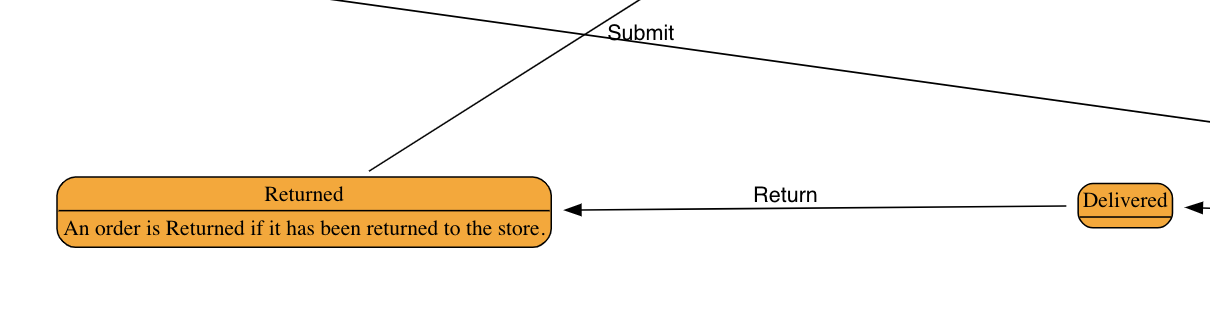 Submit
Returned
An order is Returned if it has been returned to the store.
Return
Delivered